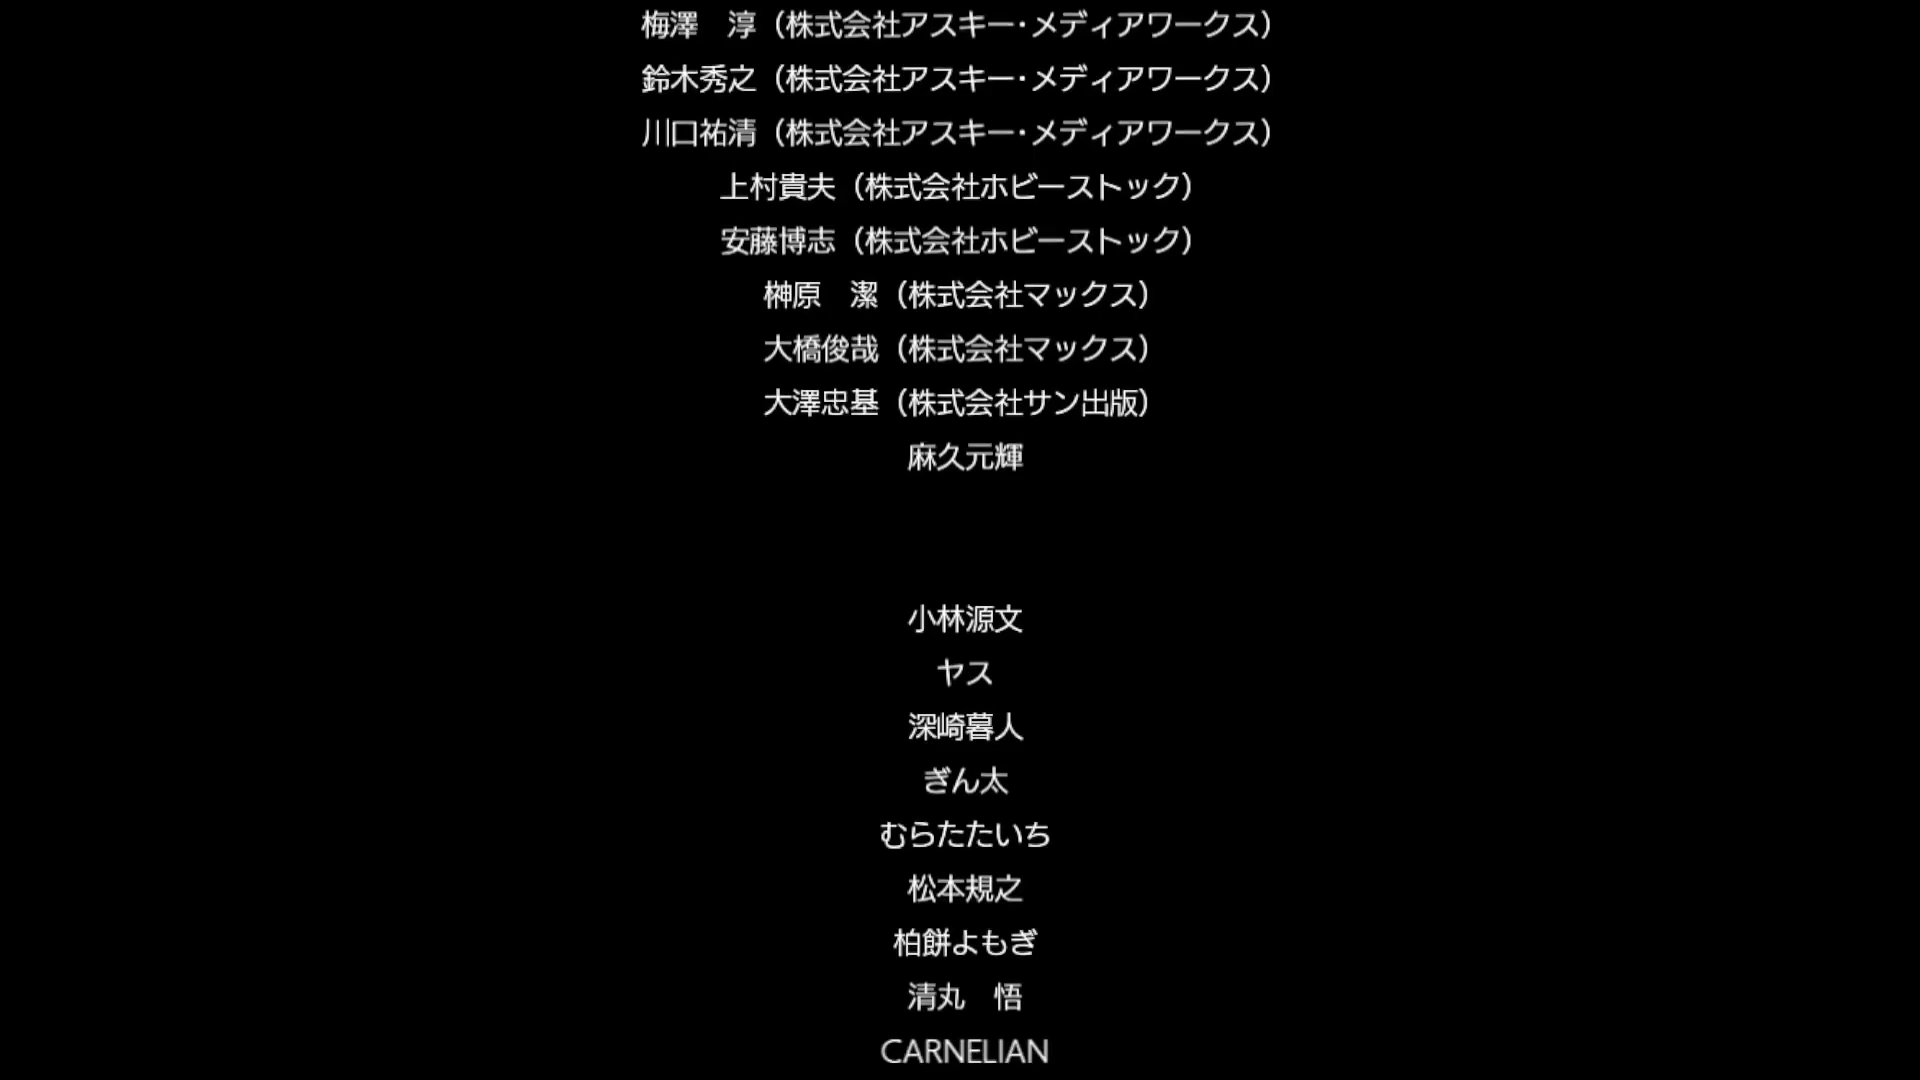 梅澤　淳（株式会社アスキー・メディアワークス）
鈴木秀之（株式会社アスキー・メディアワークス）
川口祐清（株式会社アスキー・メディアワークス）
上村貴夫（株式会社ホビーストック）
安藤博志（株式会社ホビーストック）
榊原　潔（株式会社マックス）
大橋俊哉（株式会社マックス）
大澤忠基（株式会社サン出版）
麻久元輝
小林源文
ヤス
深崎暮人
ぎん太
むらたたいち
松本規之
柏餅よもぎ
清丸　悟
CARNELIAN